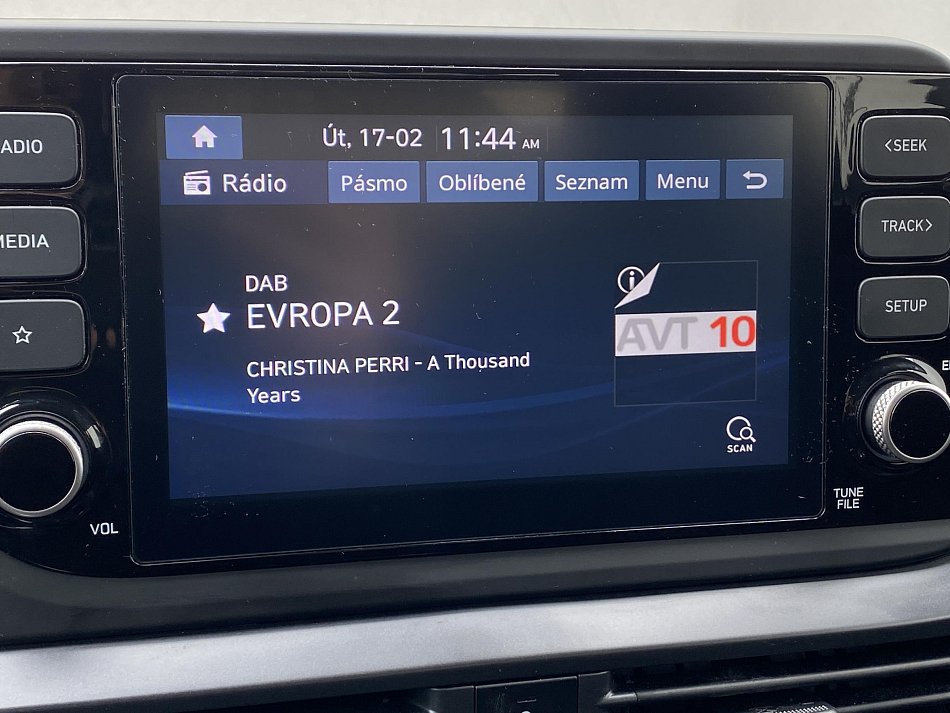 Út, 17-02 11:44 AM
Rádio Pásmo Oblíbené Seznam Menu
DAB
EVROPA 2
CHRISTINA PERRI - A Thousand
Years
AVT 10
SCAN
ADIO
MEDIA
VOL
<SEEK
TRACK>
SETUP
TUNE
FILE